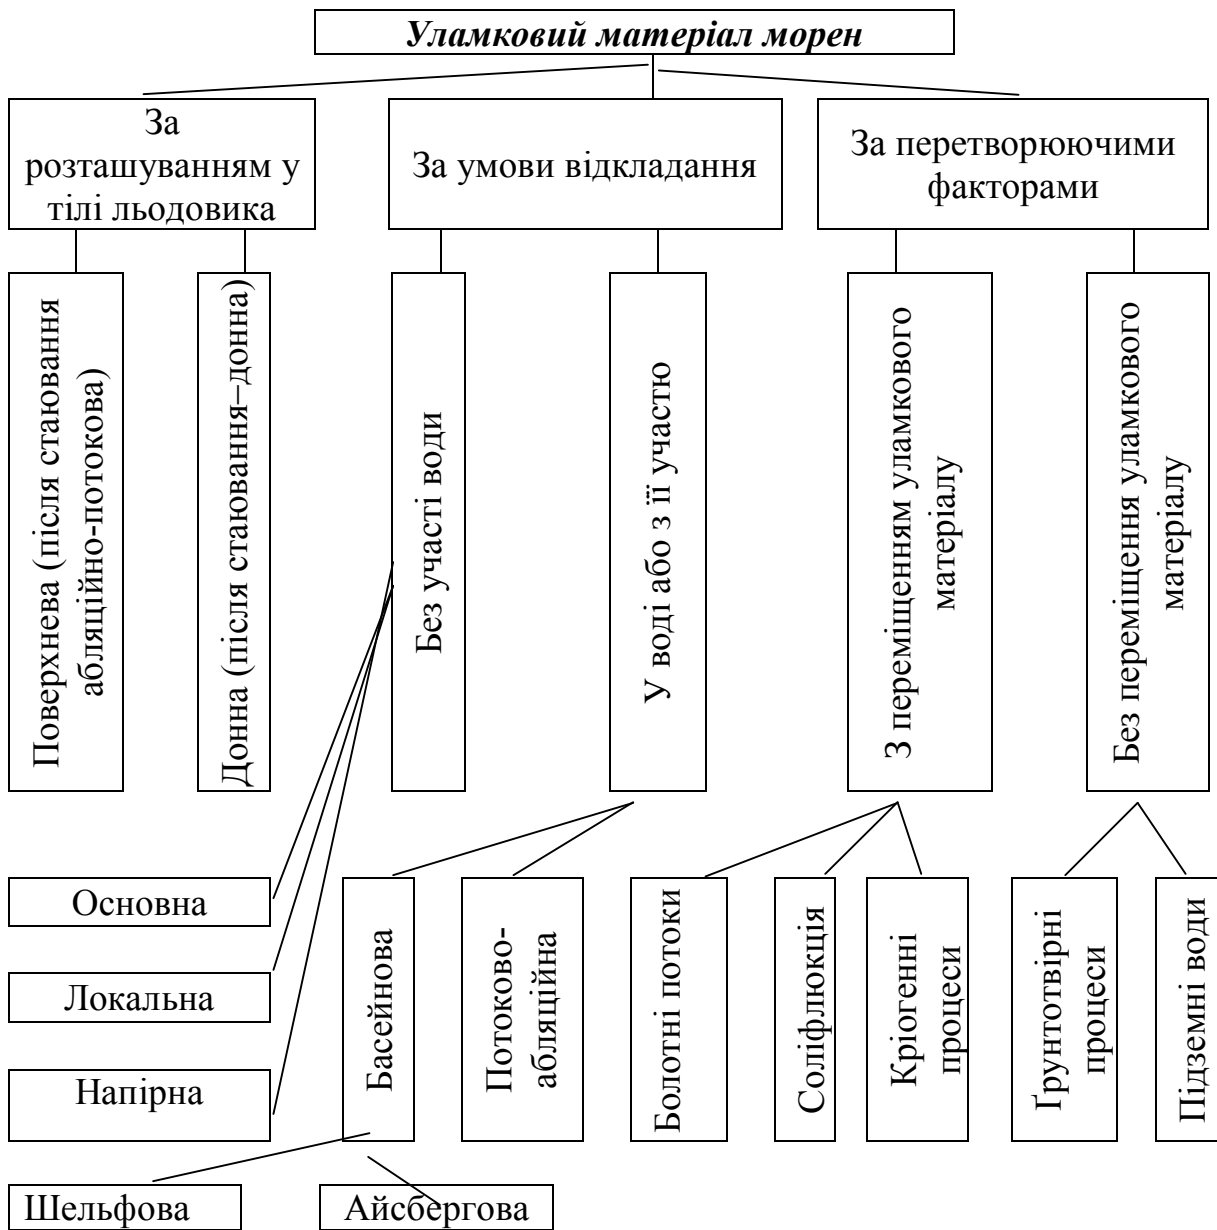 Уламковий матеріал морен
За
розташуванням у
тілі льодовика
За умови відкладання
За перетворюючими
факторами
Поверхнева (після стаювання
абляційно-потокова)
Донна (після стаювання–донна)
Без участі води
У воді або з її участю
З переміщенням уламкового
матеріалу
Без переміщення уламкового
матеріалу
Основна
Локальна
Напірна
Басейнова
Потоково-
абляційна
Болотні потоки
Соліфлюкція
Кріогенні
процеси
Ґрунтотвірні
процеси
Підземні води
Шельфова
Айсбергова